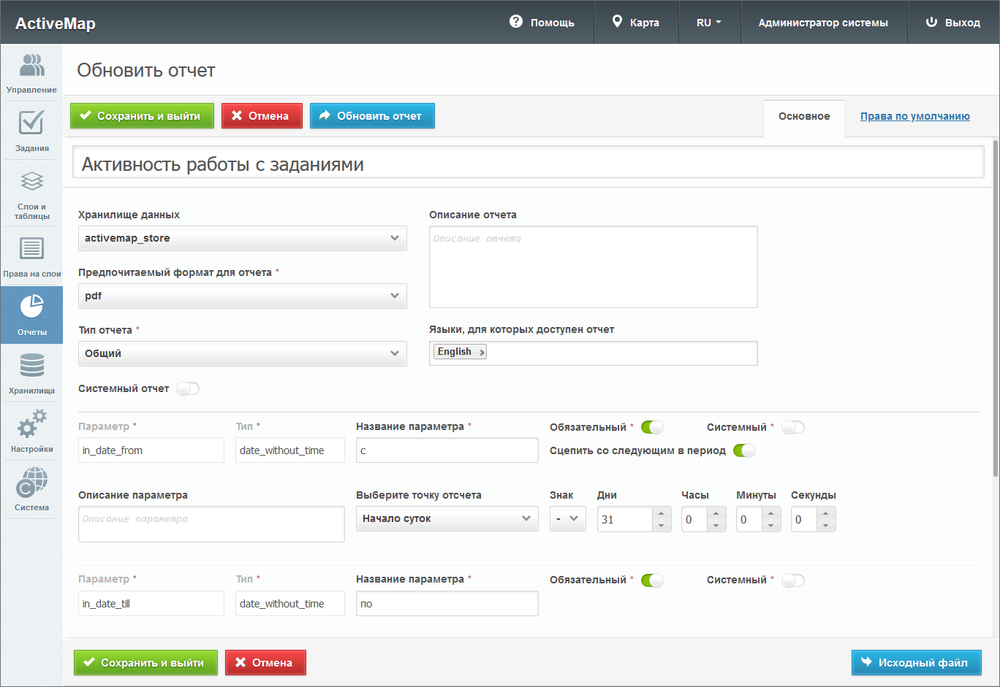 ActiveMap
Помощь
Карта
RU
Администратор системы
Выход
Управление
Задания
Слои и
таблицы
Права на слои
Отчеты
Хранилища
Настройки
Система
Обновить отчет
Сохранить и выйти
Отмена
Обновить отчет
Основное
Права по умолчанию
Активность работы с заданиями
Хранилище данных
activemap_store
Описание отчета
Описание отчета
Предпочитаемый формат для отчета *
pdf
Тип отчета *
Общий
Языки, для которых доступен отчет
English x
Системный отчет
Параметр *
in_date_from
Тип *
date_without_time
Название параметра *
с
Обязательный *
Системный *
Сцепить со следующим в период
Описание параметра
Описание параметра
Выберите точку отсчета
Начало суток
Знак
-
Дни
31
Часы
0
Минуты
0
Секунды
0
Параметр *
in_date_till
Тип *
date_without_time
Название параметра *
по
Обязательный *
Системный *
Сохранить и выйти
Отмена
Исходный файл